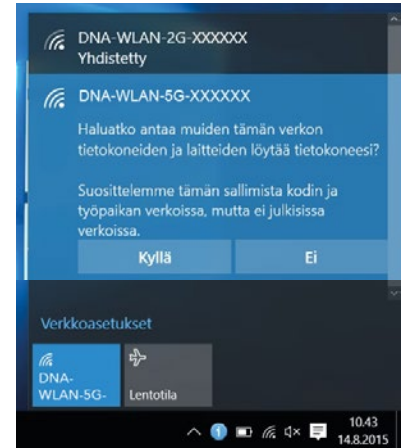 DNA-WLAN-2G-XXXXXX
Yhdistetty
DNA-WLAN-5G-XXXXXX
Haluatko antaa muiden tämän verkon
tietokoneiden ja laitteiden löytää tietokoneesi?
Suosittelemme tämän sallimista kodin ja
työpaikan verkoissa, mutta ei julkisissa
verkoissa.
Kyllä Ei
Verkkoasetukset
DNA-
WLAN-5G- Lentotila
1 10.43
14.8.2015